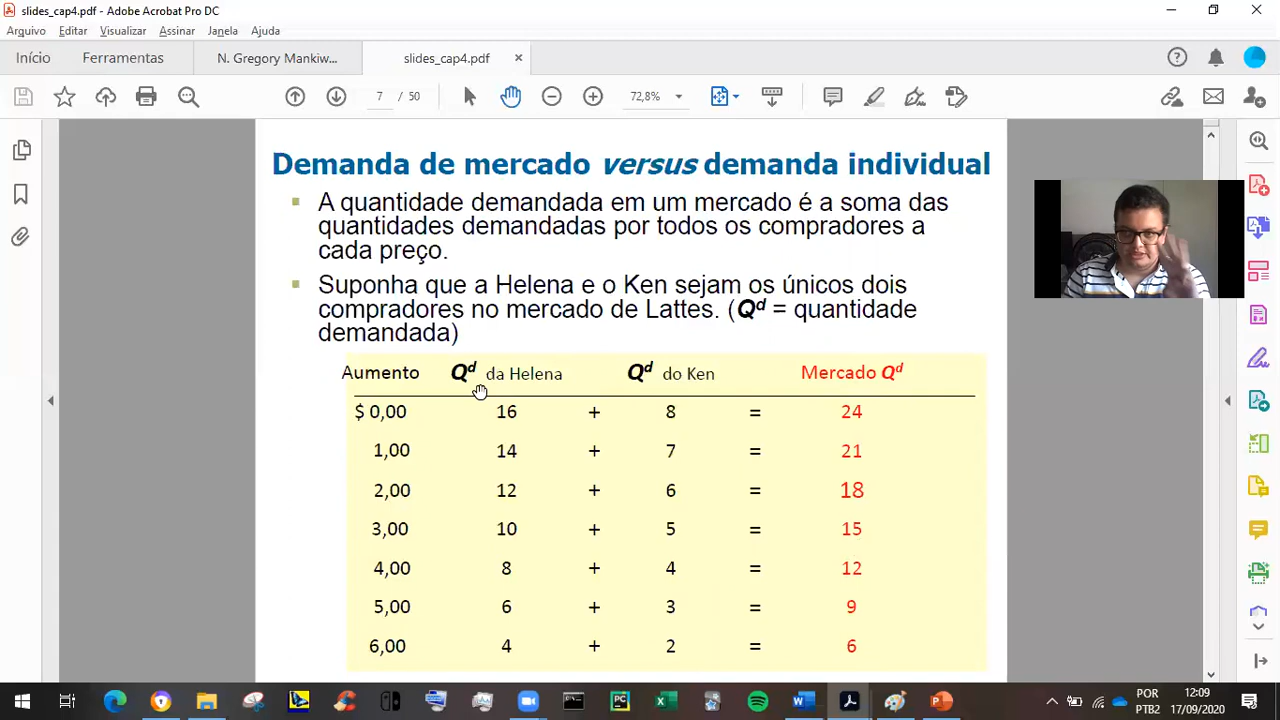 slides_cap4.pdf - Adobe Acrobat Pro DC
Arquivo Editar Visualizar Assinar Janela Ajuda
Início Ferramentas N. Gregory Mankiw... slides_cap4.pdf
7 / 50 72,8%
Demanda de mercado versus demanda individual
A quantidade demandada em um mercado é a soma das
quantidades demandadas por todos os compradores a
cada preço.
Suponha que a Helena e o Ken sejam os únicos dois
compradores no mercado de Lattes. (Qd = quantidade
demandada)
Aumento Qd da Helena Qd do Ken Mercado Qd
$ 0,00 16 + 8 = 24
1,00 14 + 7 = 21
2,00 12 + 6 = 18
3,00 10 + 5 = 15
4,00 8 + 4 = 12
5,00 6 + 3 = 9
6,00 4 + 2 = 6
POR 12:09
PTB2 17/09/2020